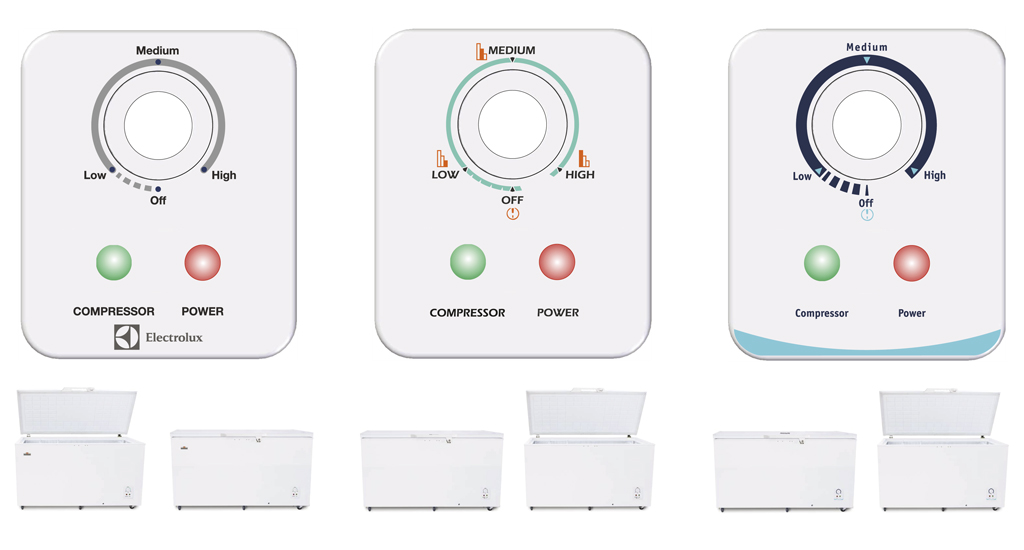 Medium
Low
High
Off
COMPRESSOR
POWER
Electrolux
MEDIUM
LOW
HIGH
OFF
COMPRESSOR
POWER
Medium
Low
High
Off
Compressor
Power